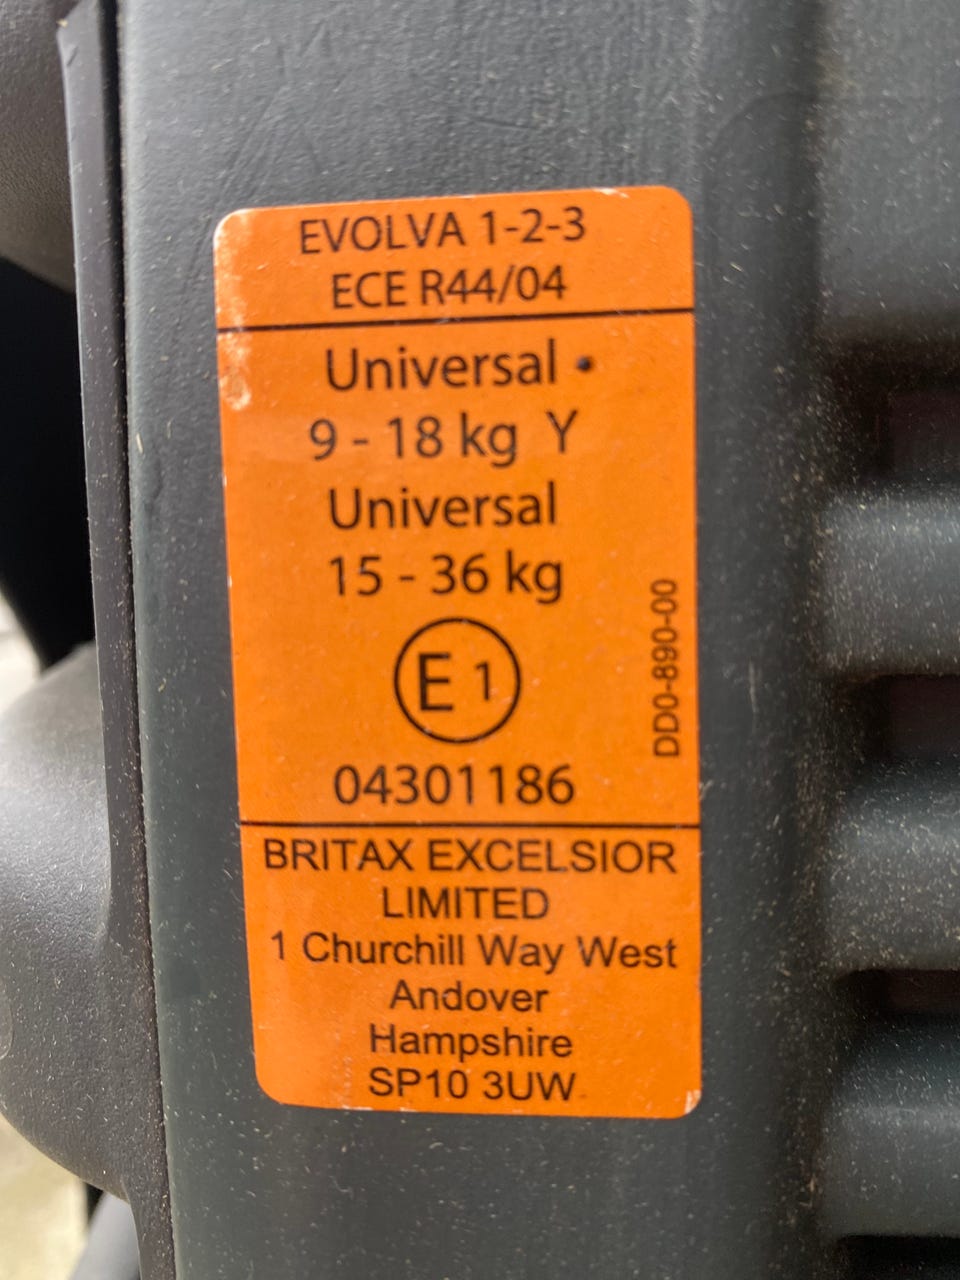 EVOLVA 1-2-3
ECE R44/04
Universal
9 - 18 kg Y
Universal
15 - 36 kg
E 1
04301186
DD0-890-00
BRITAX EXCELSIOR
LIMITED
1 Churchill Way West
Andover
Hampshire
SP10 3UW